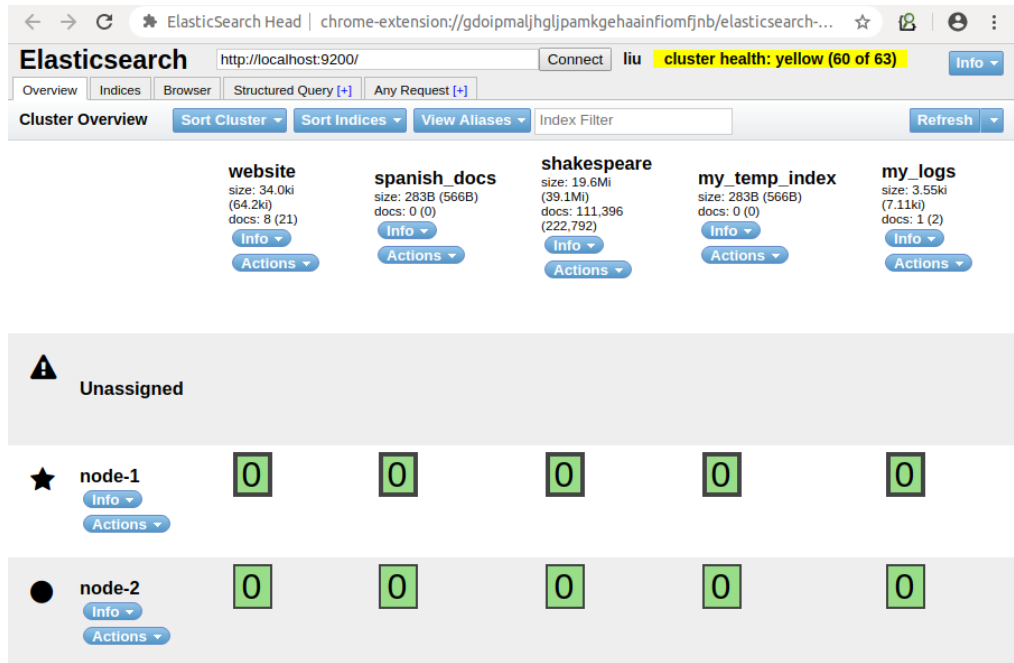 ElasticSearch Head | chrome-extension://gdoipmaljhgljpamkgehaainfiomfjnb/elasticsearch-...
Elasticsearch http://localhost:9200/ Connect liu cluster health: yellow (60 of 63) Info
Overview Indices Browser Structured Query [+] Any Request [+]
Cluster Overview Sort Cluster Sort Indices View Aliases Index Filter Refresh
website
size: 34.0ki
(64.2ki)
docs: 8 (21)
Info
Actions
spanish_docs
size: 283B (566B)
docs: 0 (0)
Info
Actions
shakespeare
size: 19.6Mi
(39.1Mi)
docs: 111,396
(222,792)
Info
Actions
my_temp_index
size: 283B (566B)
docs: 0 (0)
Info
Actions
my_logs
size: 3.55ki
(7.11ki)
docs: 1 (2)
Info
Actions
Unassigned
node-1 0 0 0 0 0
Info
Actions
node-2 0 0 0 0 0
Info
Actions